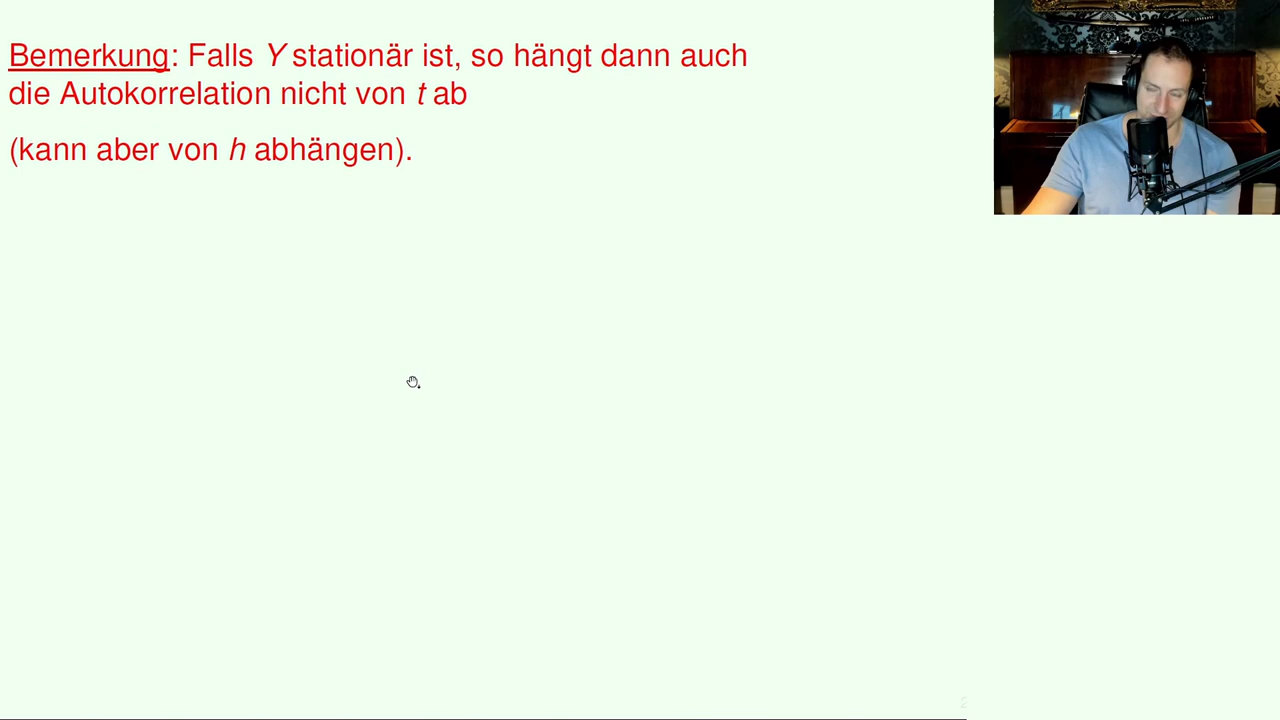 Bemerkung: Falls Y stationär ist, so hängt dann auch
die Autokorrelation nicht von t ab
(kann aber von h abhängen).